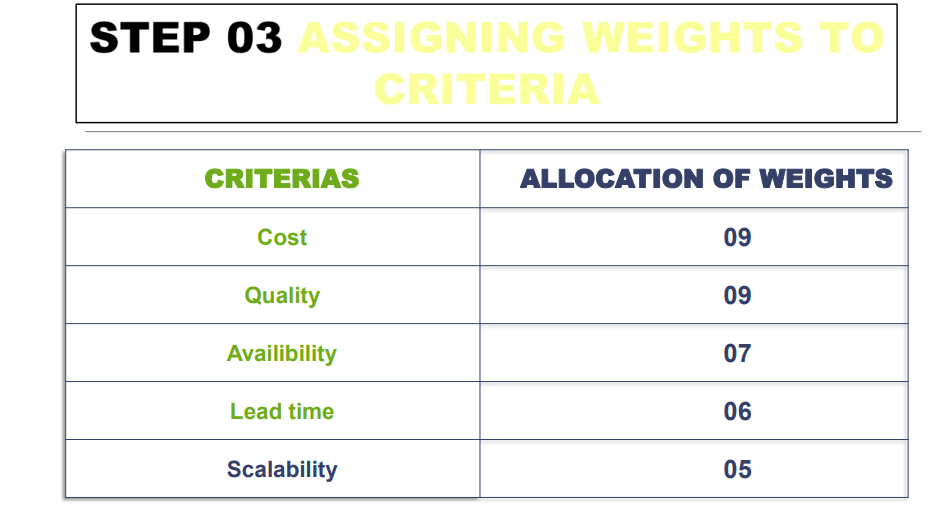 STEP 03 ASSIGNING WEIGHTS TO
CRITERIA
CRITERIAS ALLOCATION OF WEIGHTS
Cost 09
Quality 09
Availibility 07
Lead time 06
Scalability 05